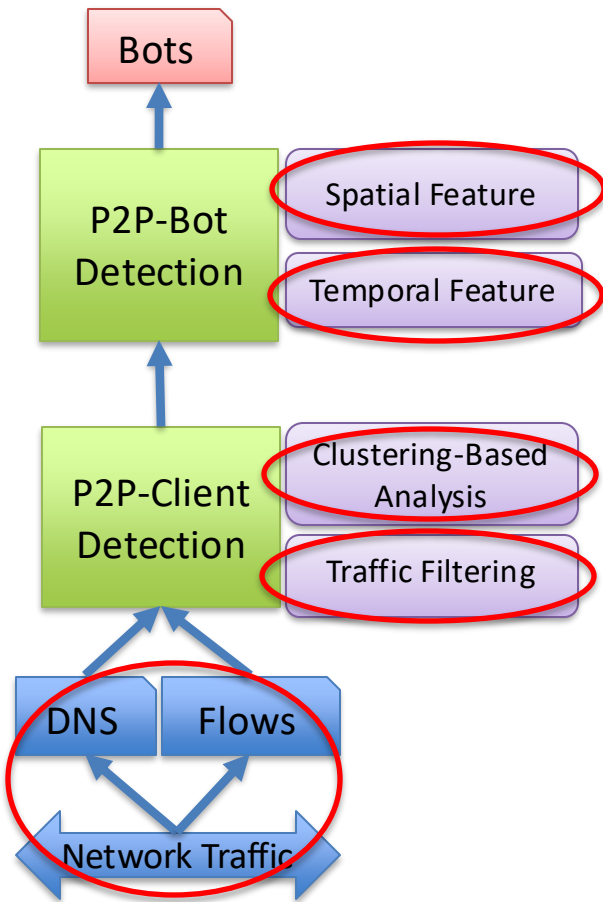 Bots
P2P-Bot
Detection
Spatial Feature
Temporal Feature
P2P-Client
Detection
Clustering-Based
Analysis
Traffic Filtering
DNS
Flows
Network Traffic